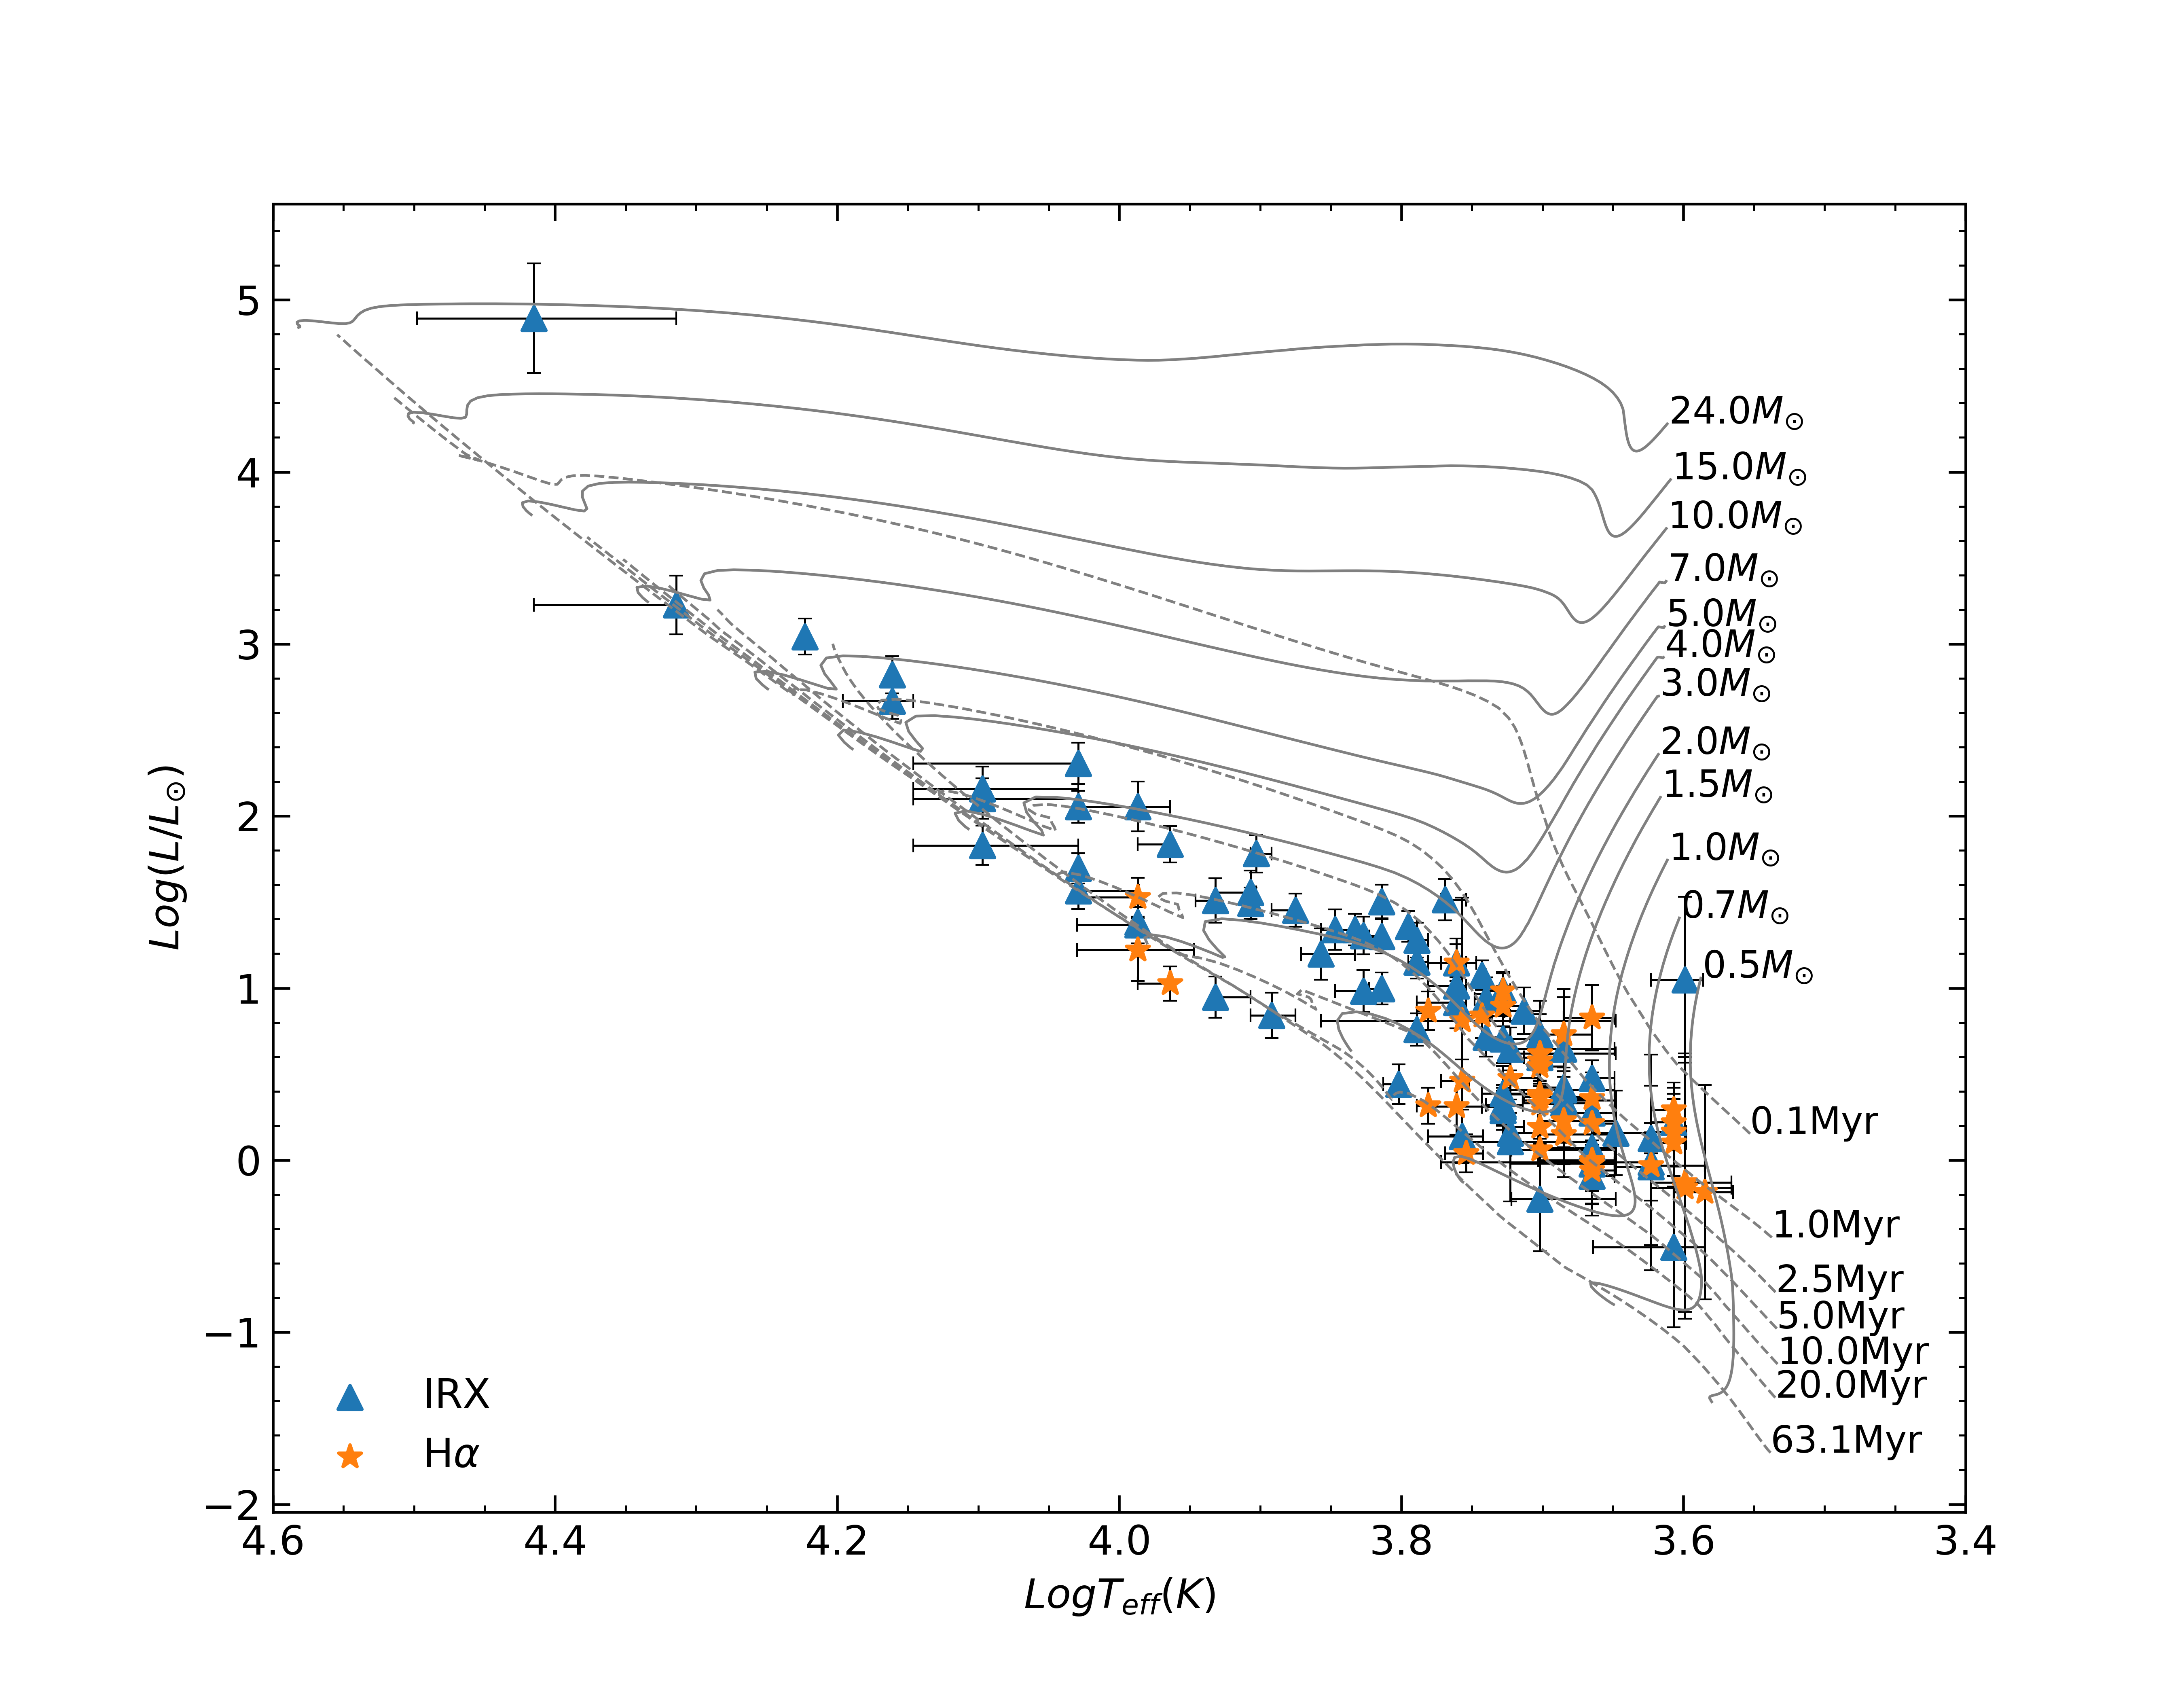 5
4
3
2
1
0
−1
−2
Log(L/L⊙)
4.6
4.4
4.2
4.0
3.8
3.6
3.4
LogT_eff(K)
24.0M⊙
15.0M⊙
10.0M⊙
7.0M⊙
5.0M⊙
4.0M⊙
3.0M⊙
2.0M⊙
1.5M⊙
1.0M⊙
0.7M⊙
0.5M⊙
0.1Myr
1.0Myr
2.5Myr
5.0Myr
10.0Myr
20.0Myr
63.1Myr
IRX
Hα